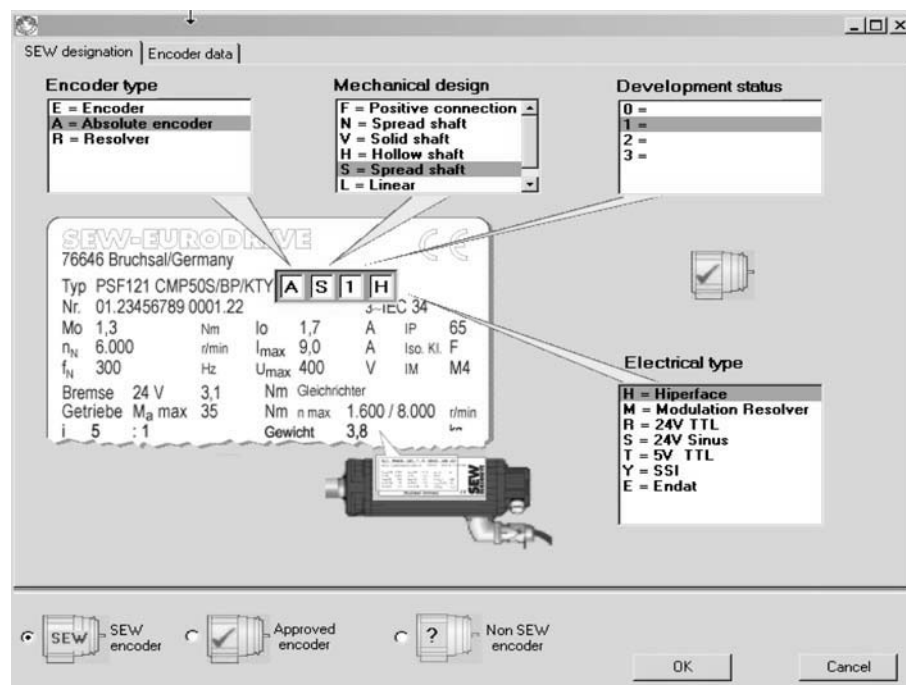 SEW designation
Encoder data
Encoder type
E = Encoder
A = Absolute encoder
R = Resolver
Mechanical design
F = Positive connection
N = Spread shaft
V = Solid shaft
H = Hollow shaft
S = Spread shaft
L = Linear
Development status
0 =
1 =
2 =
3 =
SEW-EURODRIVE
76646 Bruchsal/Germany
CE
Typ PSF121 CMP50S/BP/KTY A S 1 H
Nr. 01.23456789 0001.22 3~IEC 34
Mo 1,3 Nm Io 1,7 A IP 65
nN 6.000 r/min Imax 9,0 A Iso. Kl. F
fN 300 Hz Umax 400 V IM M4
Bremse 24 V 3,1 Nm Gleichrichter
Getriebe Ma max 35 Nm n max 1.600 / 8.000 r/min
i 5 :1 Gewicht 3,8 kg
Electrical type
H = Hiperface
M = Modulation Resolver
R = 24V TTL
S = 24V Sinus
T = 5V TTL
Y = SSI
E = Endat
SEW
SEW
SEW encoder
Approved encoder
?
Non SEW encoder
OK
Cancel